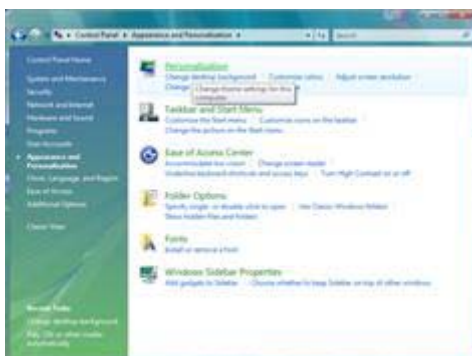 Control Panel ▸ Appearance and Personalization ▸
Search
Control Panel Home
System and Maintenance
Security
Network and Internet
Hardware and Sound
Programs
User Accounts
Appearance and
Personalization
Clock, Language, and Region
Ease of Access
Additional Options
Classic View
Recent Tasks
Change desktop background
Play CDs or other media
automatically
Personalization
Change desktop background
Customize colors
Adjust screen resolution
Change
Change theme settings for this
computer.
Taskbar and Start Menu
Customize the Start menu
Customize icons on the taskbar
Change the picture on the Start menu
Ease of Access Center
Accommodate low vision
Change screen reader
Underline keyboard shortcuts and access keys
Turn High Contrast on or off
Folder Options
Specify single- or double-click to open
Use Classic Windows folders
Show hidden files and folders
Fonts
Install or remove a font
Windows Sidebar Properties
Add gadgets to Sidebar
Choose whether to keep Sidebar on top of other windows